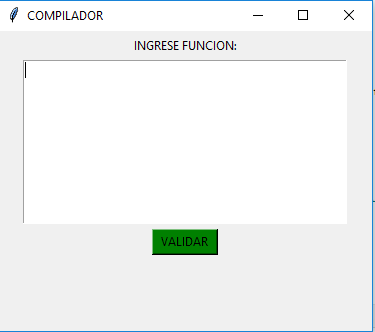 COMPILADOR
INGRESE FUNCION:
VALIDAR